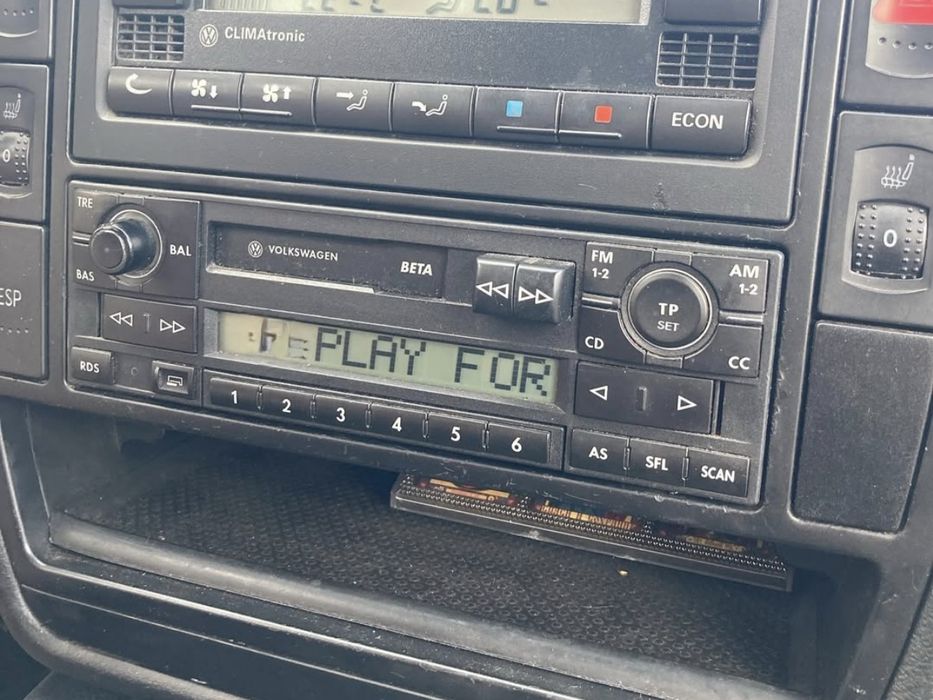 CLIMAtronic
ECON
0
0
ESP
TRE
BAL
BAS
VOLKSWAGEN
BETA
FM
1-2
AM
1-2
TP
SET
CD
CC
PLAY FOR
RDS
1 2 3 4 5 6
AS SFL SCAN